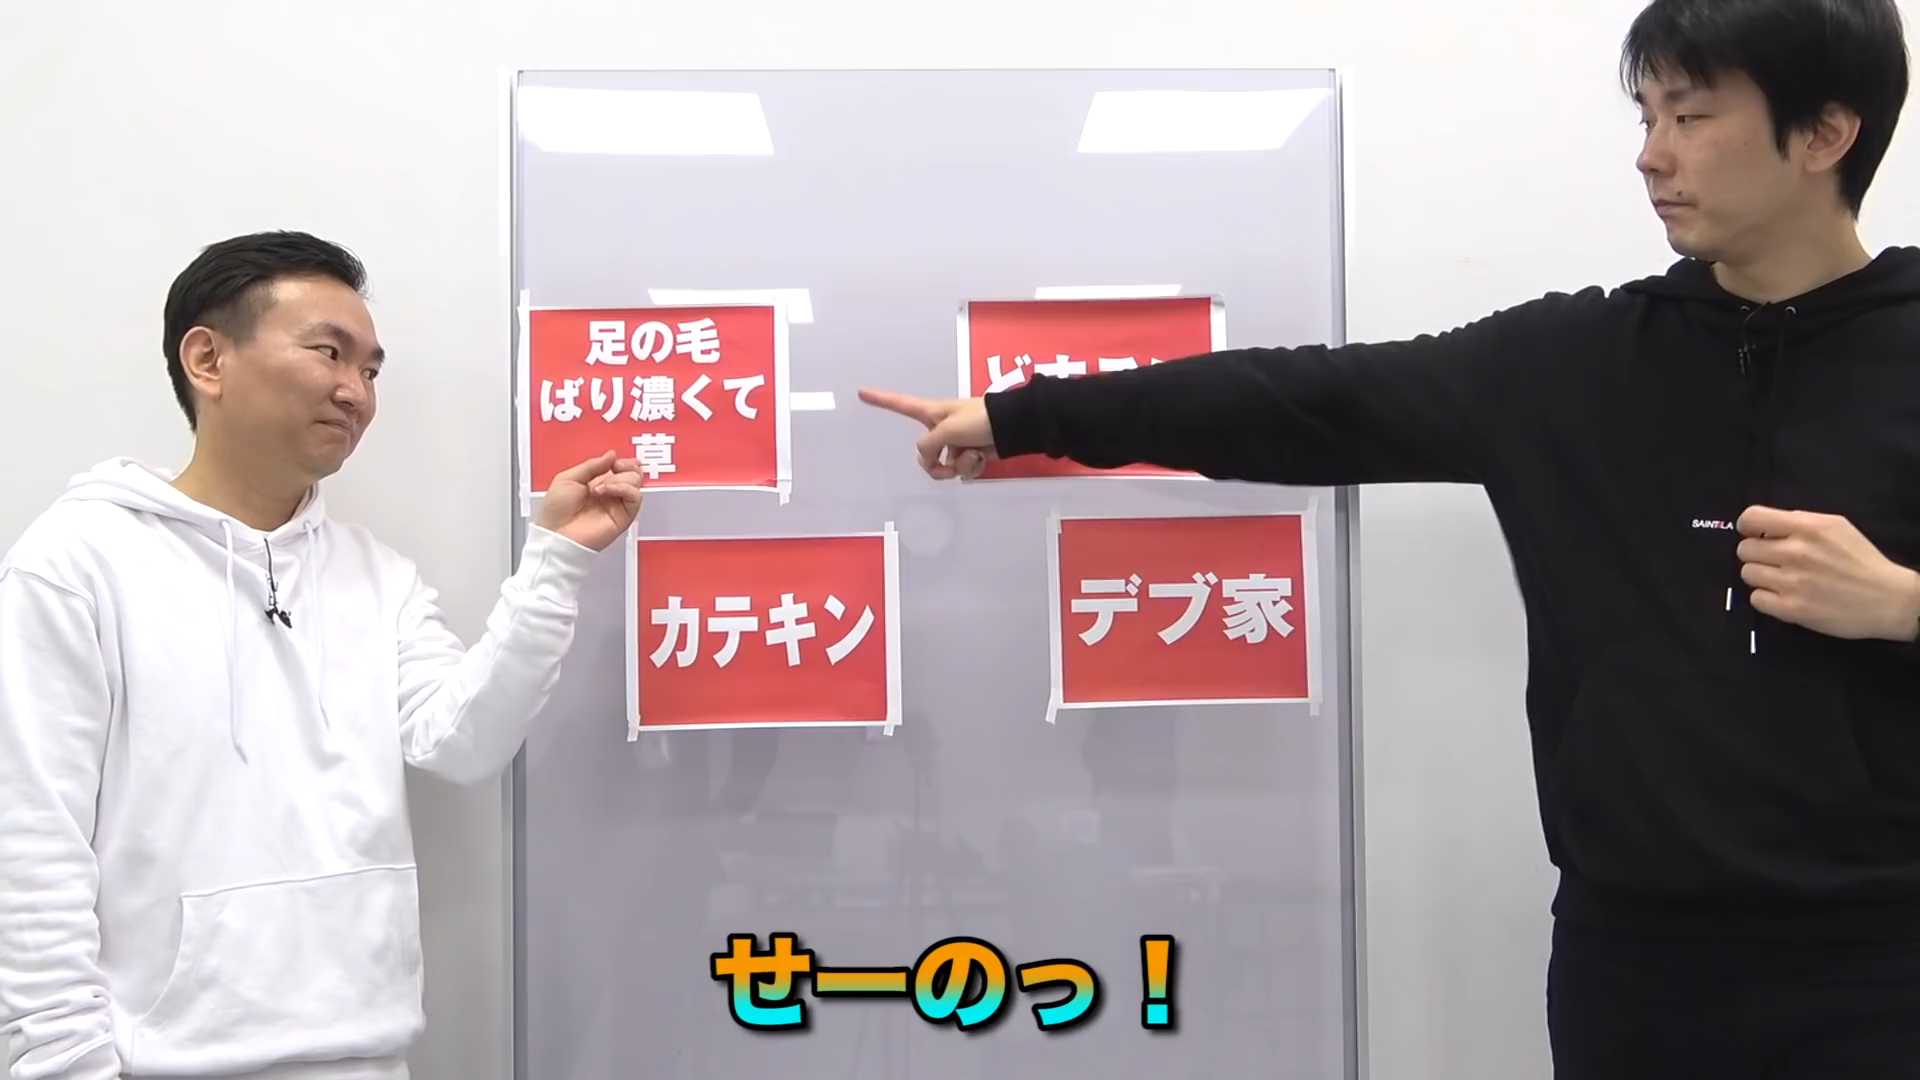 足の毛
ばり濃くて
草
カテキン
デブ家
せーのっ！